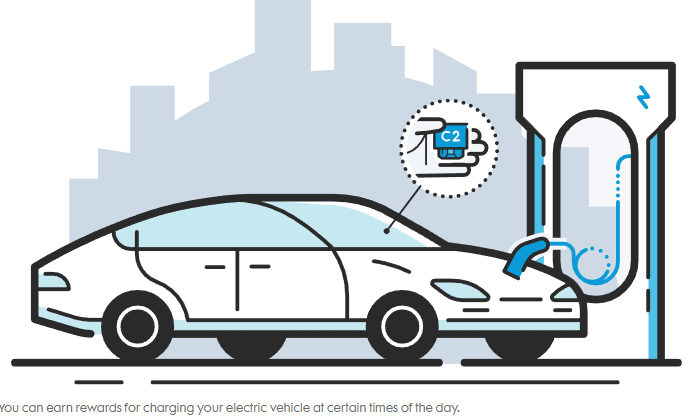 C2
You can earn rewards for charging your electric vehicle at certain times of the day.